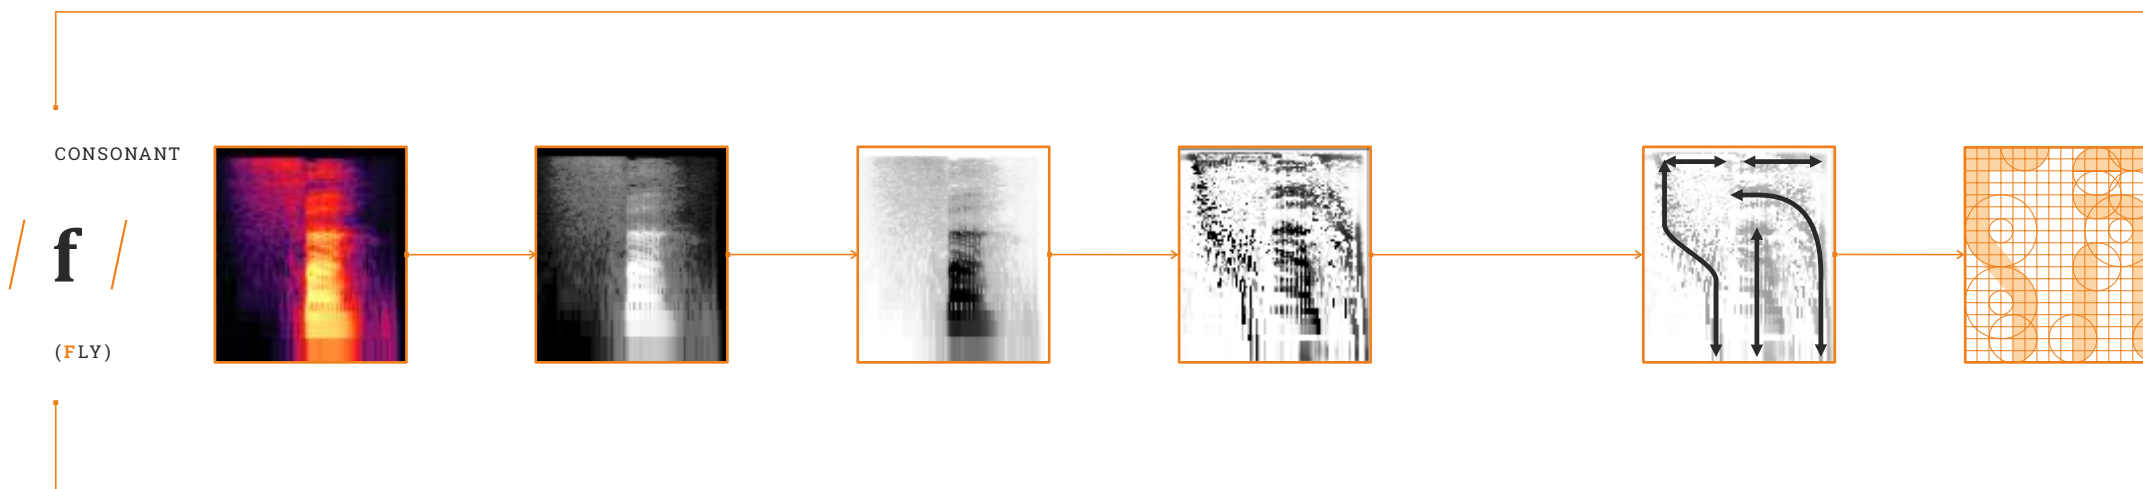 CONSONANT
/ f /
(FLY)